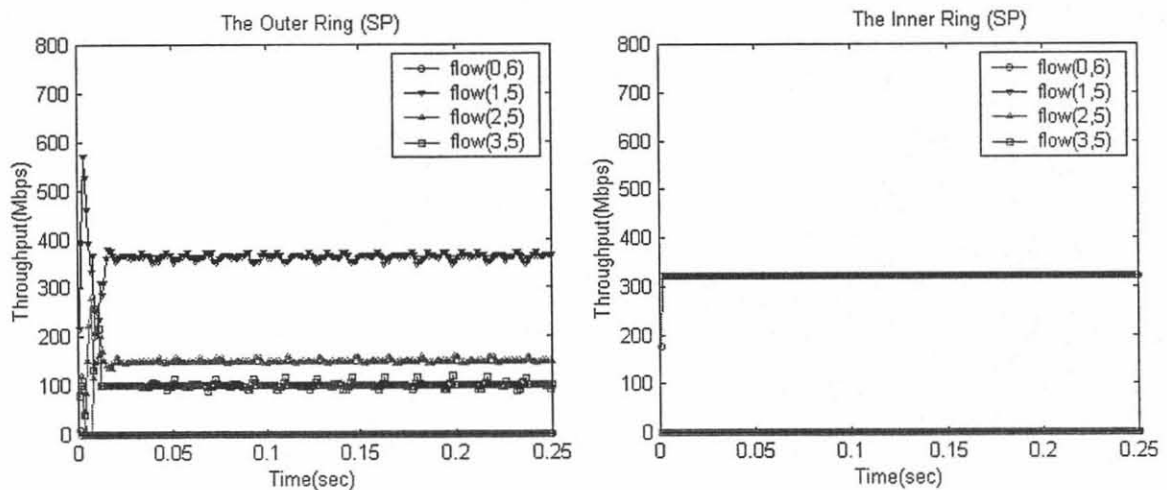 The Outer Ring (SP)
800
700
600
500
400
300
200
100
0
Throughput(Mbps)
flow(0,6)
flow(1,5)
flow(2,5)
flow(3,5)
0
0.05
0.1
0.15
0.2
0.25
Time(sec)
The Inner Ring (SP)
800
700
600
500
400
300
200
100
0
Throughput(Mbps)
flow(0,6)
flow(1,5)
flow(2,5)
flow(3,5)
0
0.05
0.1
0.15
0.2
0.25
Time(sec)